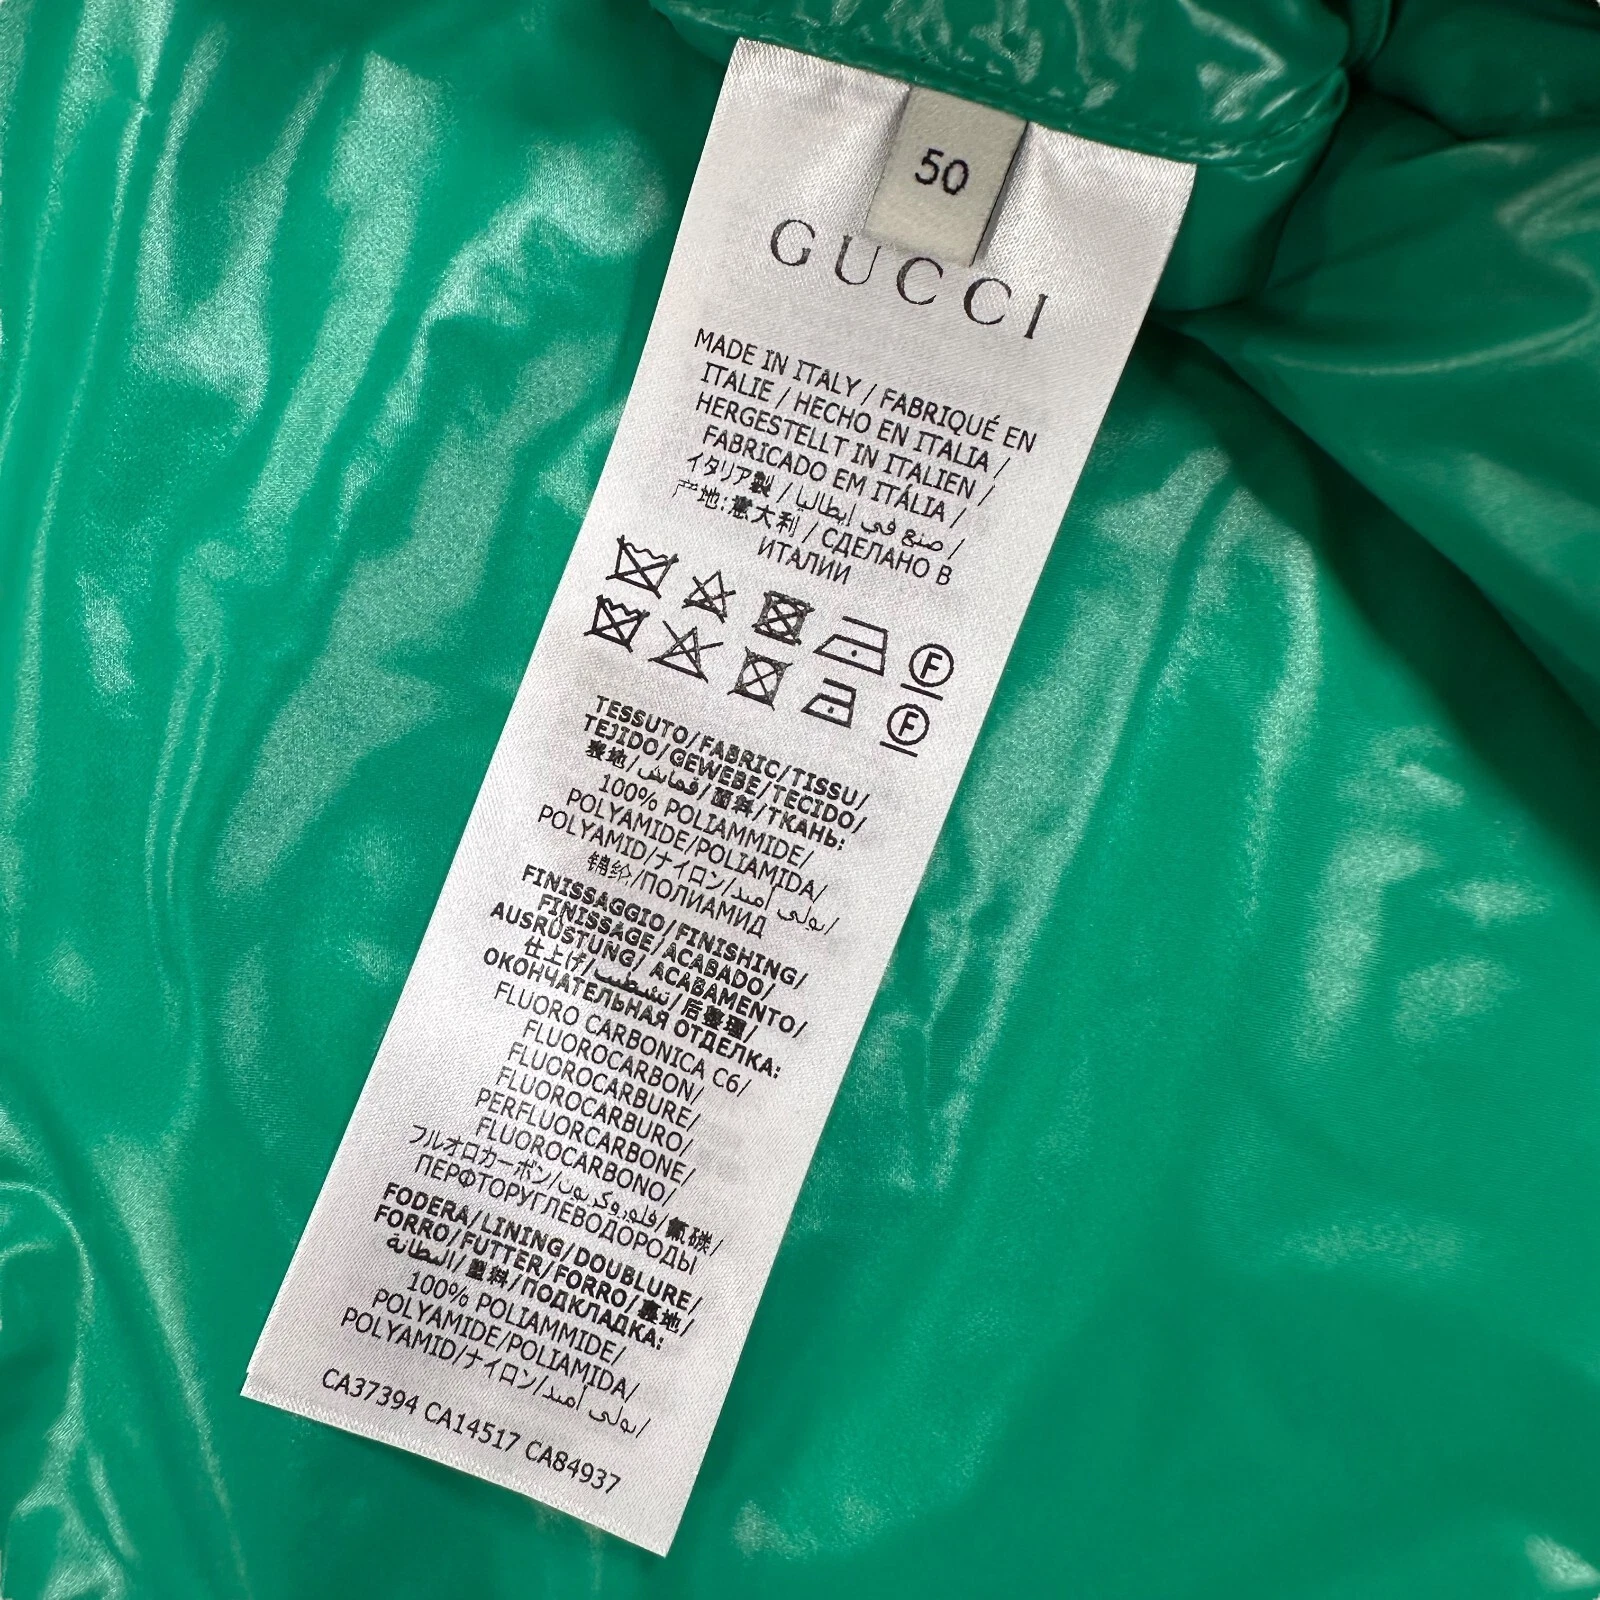 50
GUCCI
MADE IN ITALY / FABRIQUÉ EN
ITALIE / HECHO EN ITALIA /
HERGESTELLT IN ITALIEN /
FABRICADO EM ITÁLIA /
イタリア製 / صنع في إيطاليا /
产地:意大利 / СДЕЛАНО В
ИТАЛИИ
F
F
TESSUTO/FABRIC/TISSU/
TEJIDO/GEWEBE/TECIDO/
表地/قماش/面料/ТКАНЬ:
100% POLIAMMIDE/
POLYAMIDE/POLIAMIDA/
POLYAMID/ナイロン/بولي أميد/
锦纶/ПОЛИАМИД
FINISSAGGIO/FINISHING/
FINISSAGE/ACABADO/
AUSRÜSTUNG/ ACABAMENTO/
仕上げ/تشطيب/后整理/
ОКОНЧАТЕЛЬНАЯ ОТДЕЛКА:
FLUORO CARBONICA C6/
FLUOROCARBON/
FLUOROCARBURE/
FLUOROCARBURO/
PERFLUORCARBONE/
FLUOROCARBONO/
フルオロカーボン/فلوروكربون/氟碳/
ПЕРФТОРУГЛЕВОДОРОДЫ
FODERA/LINING/DOUBLURE/
FORRO/FUTTER/FORRO/裏地/
البطانة/里料/ПОДКЛАДКА:
100% POLIAMMIDE/
POLYAMIDE/POLIAMIDA/
POLYAMID/ナイロン/بولي أميد/
CA37394 CA14517 CA84937